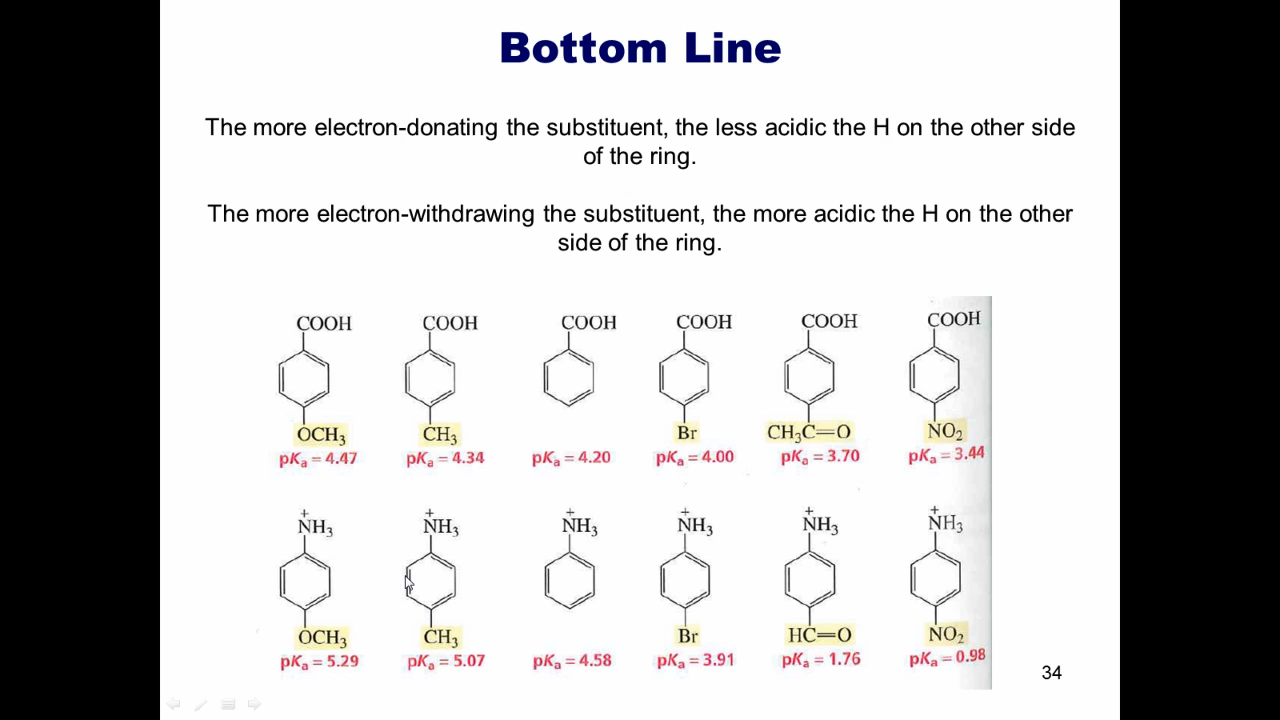 Bottom Line
The more electron-donating the substituent, the less acidic the H on the other side
of the ring.
The more electron-withdrawing the substituent, the more acidic the H on the other
side of the ring.
COOH COOH COOH COOH COOH COOH
OCH₃ CH₃ Br CH₃C=O NO₂
pKₐ = 4.47 pKₐ = 4.34 pKₐ = 4.20 pKₐ = 4.00 pKₐ = 3.70 pKₐ = 3.44
+ + + + + +
NH₃ NH₃ NH₃ NH₃ NH₃ NH₃
OCH₃ CH₃ Br HC=O NO₂
pKₐ = 5.29 pKₐ = 5.07 pKₐ = 4.58 pKₐ = 3.91 pKₐ = 1.76 pKₐ = 0.98
34